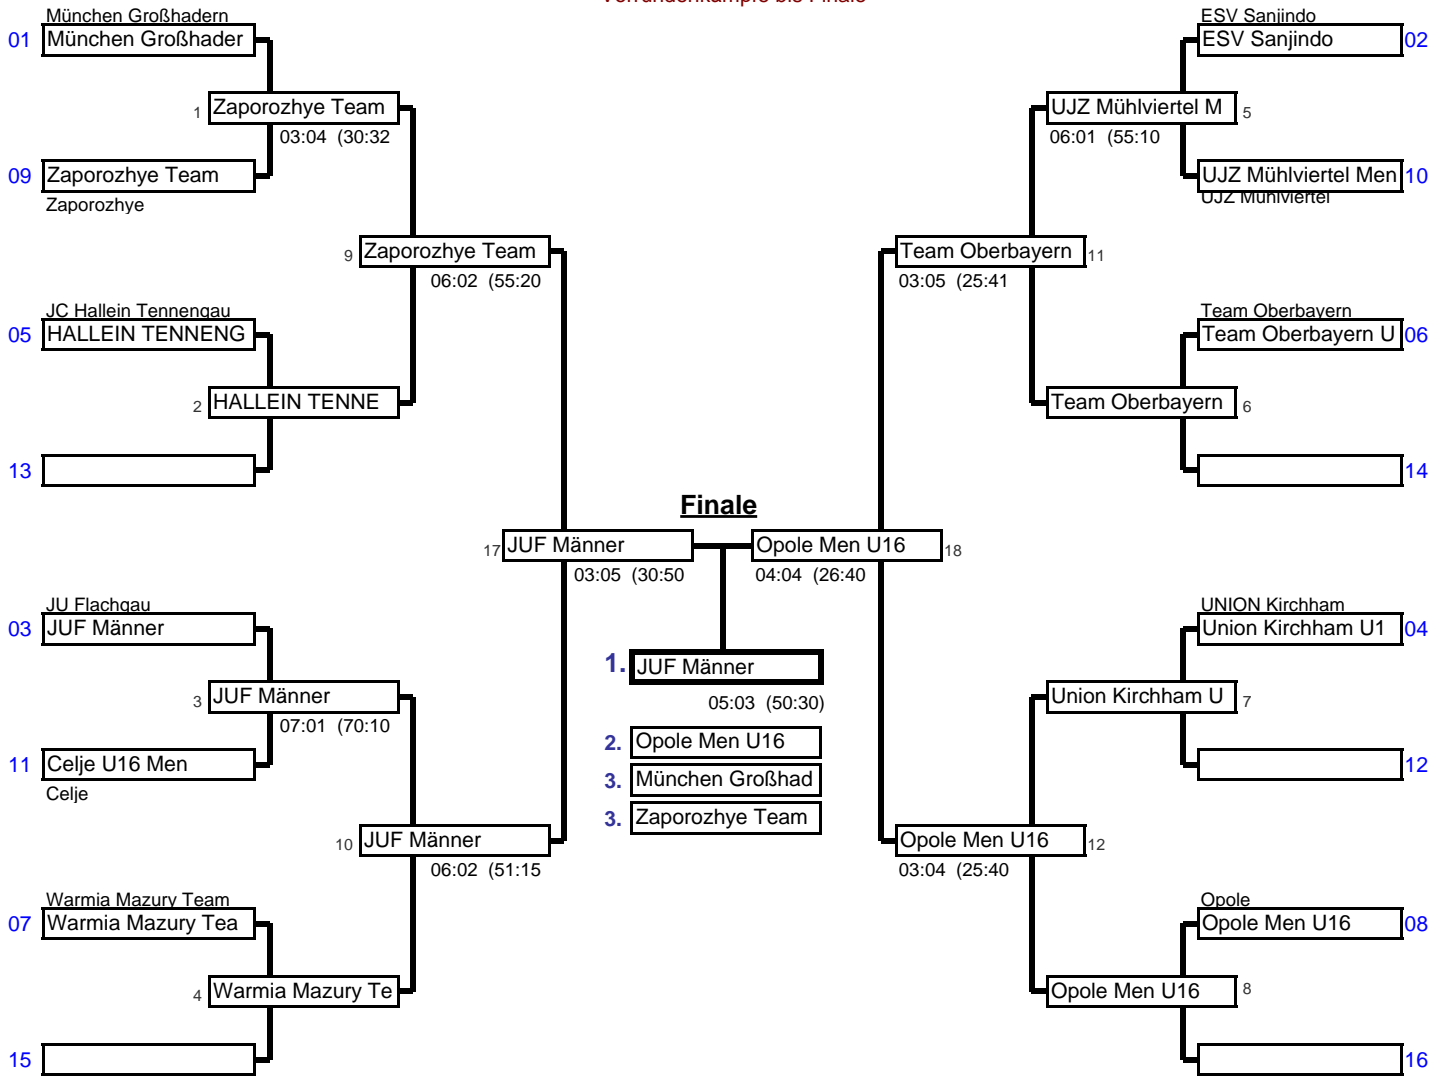 Vorrundenkämpfe bis Finale
München Großhadern
01 München Großhader
1 Zaporozhye Team
03:04 (30:32
09 Zaporozhye Team
Zaporozhye
9 Zaporozhye Team
06:02 (55:20
JC Hallein Tennengau
05 HALLEIN TENNENG
2 HALLEIN TENNE
13
17 JUF Männer
03:05 (30:50
JU Flachgau
03 JUF Männer
3 JUF Männer
07:01 (70:10
11 Celje U16 Men
Celje
10 JUF Männer
06:02 (51:15
Warmia Mazury Team
07 Warmia Mazury Tea
4 Warmia Mazury Te
15
Finale
1. JUF Männer
05:03 (50:30)
2. Opole Men U16
3. München Großhad
3. Zaporozhye Team
ESV Sanjindo
ESV Sanjindo 02
UJZ Mühlviertel M 5
06:01 (55:10
UJZ Mühlviertel Men 10
UJZ Mühlviertel
Team Oberbayern 11
03:05 (25:41
Team Oberbayern
Team Oberbayern U 06
Team Oberbayern 6
14
Opole Men U16 18
04:04 (26:40
UNION Kirchham
Union Kirchham U1 04
Union Kirchham U 7
12
Opole Men U16 12
03:04 (25:40
Opole
Opole Men U16 08
Opole Men U16 8
16